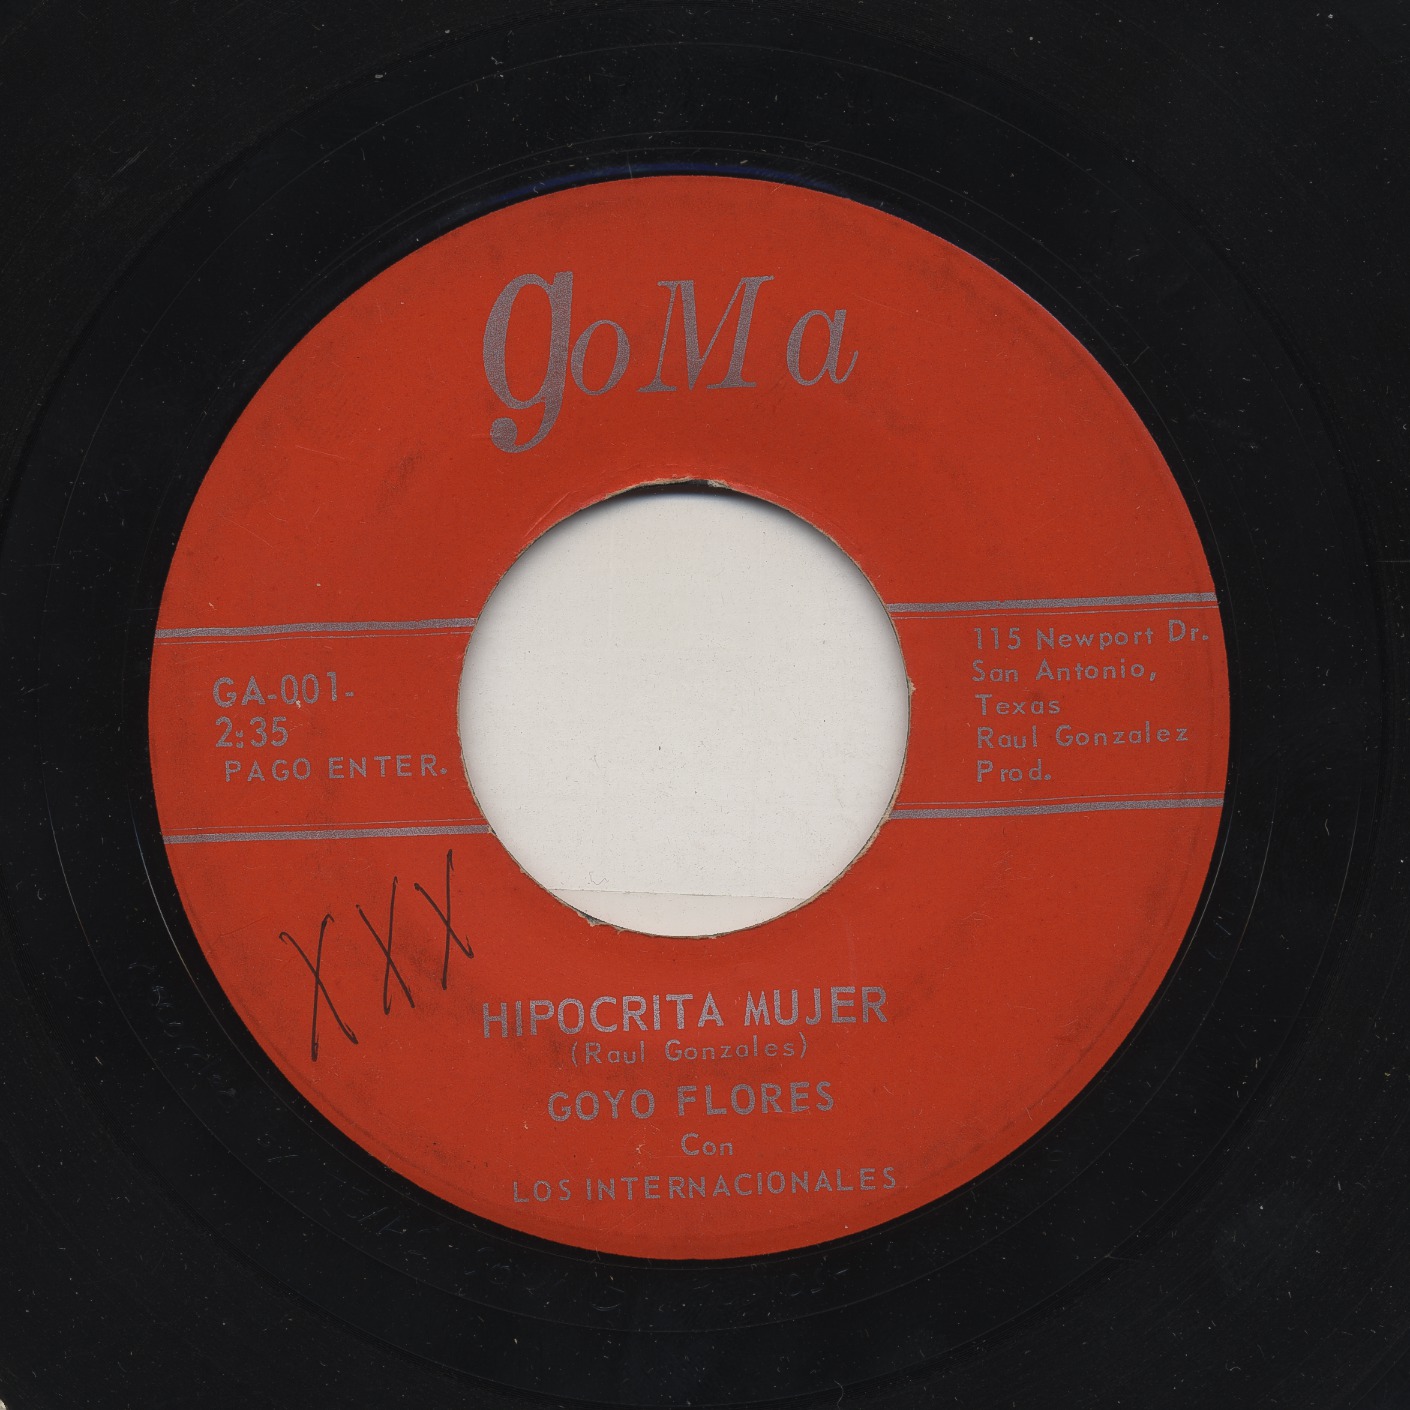 goMa
GA-001-
2:35
PAGO ENTER.
115 Newport Dr.
San Antonio,
Texas
Raul Gonzalez
Prod.
XXX
HIPOCRITA MUJER
(Raul Gonzales)
GOYO FLORES
Con
LOS INTERNACIONALES